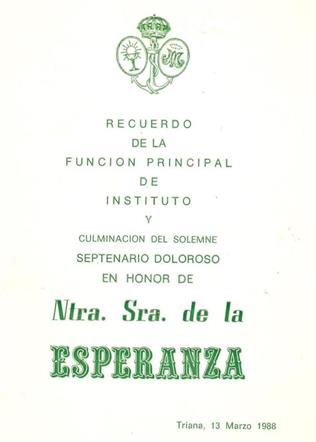 RECUERDO
DE LA
FUNCION PRINCIPAL
DE
INSTITUTO
Y
CULMINACION DEL SOLEMNE
SEPTENARIO DOLOROSO
EN HONOR DE
Ntra. Sra. de la
ESPERANZA
Triana, 13 Marzo 1988